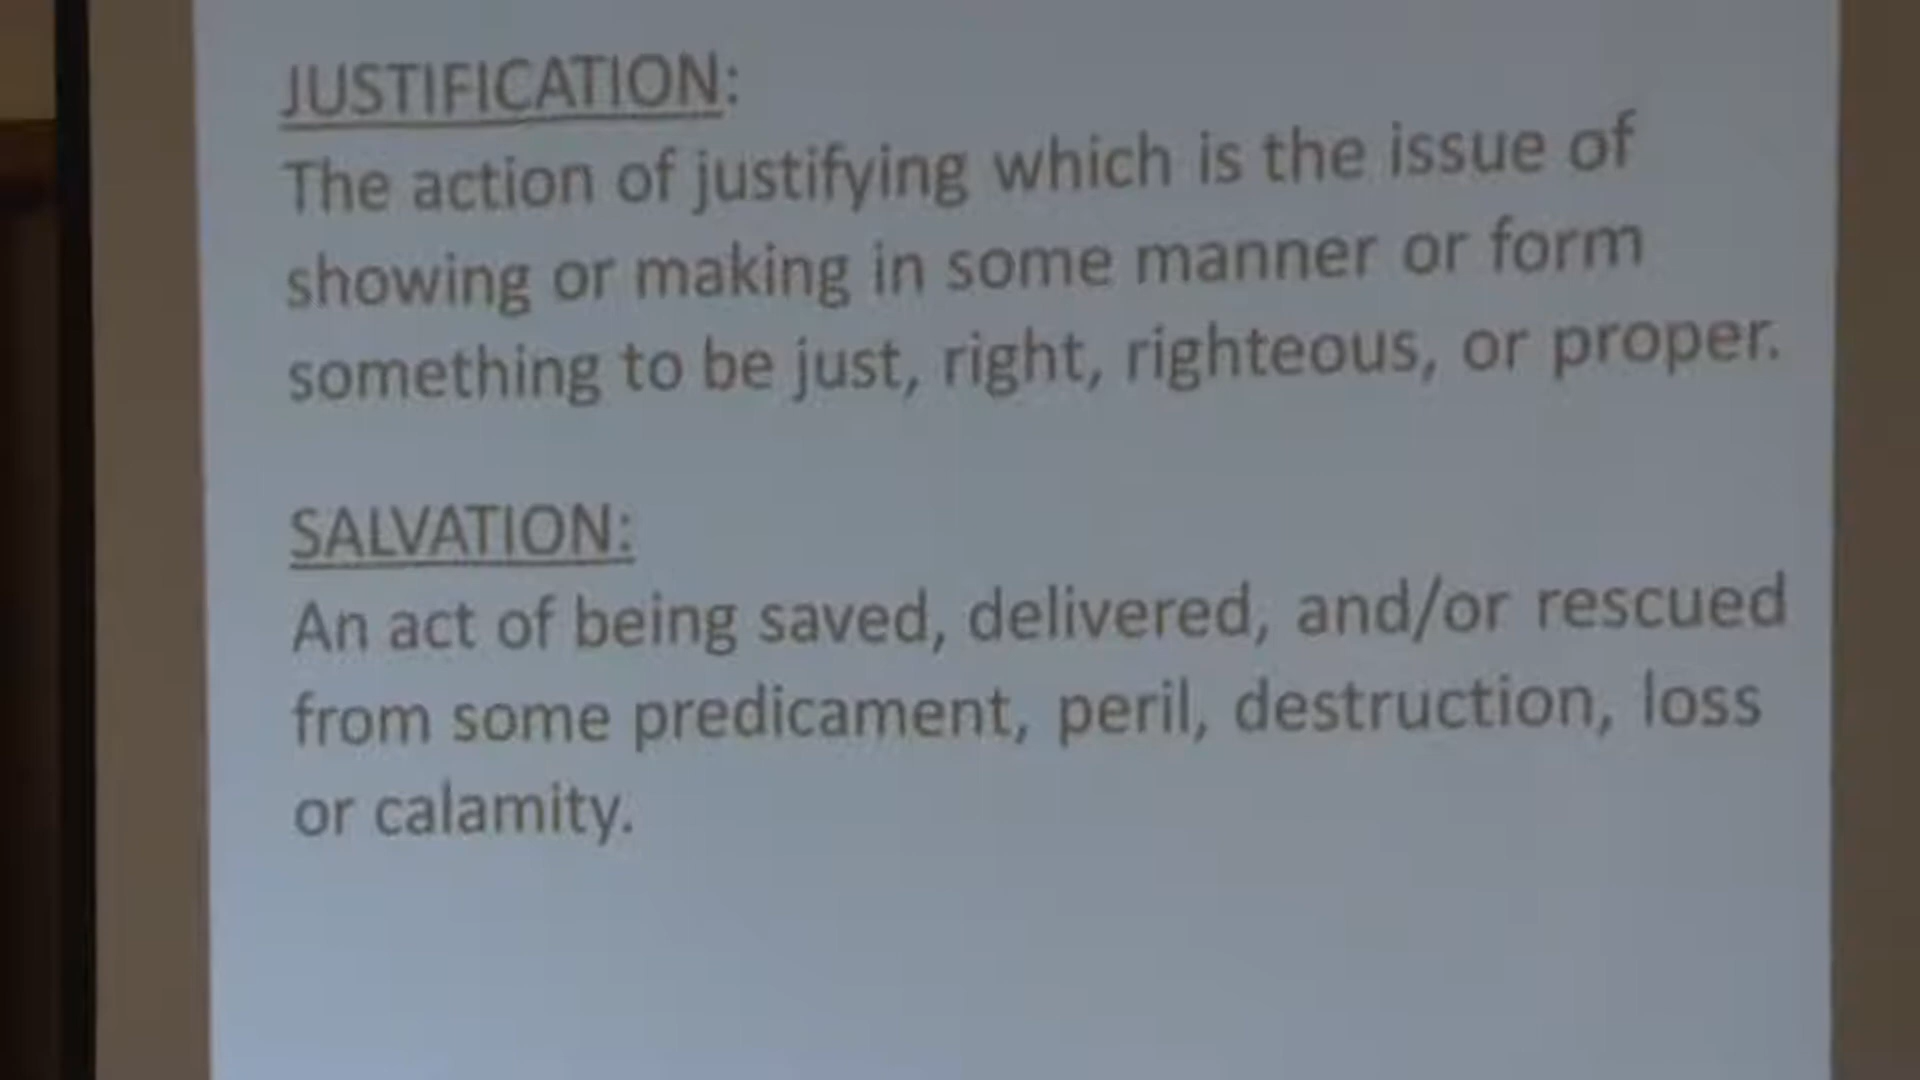 JUSTIFICATION:
The action of justifying which is the issue of
showing or making in some manner or form
something to be just, right, righteous, or proper.
SALVATION:
An act of being saved, delivered, and/or rescued
from some predicament, peril, destruction, loss
or calamity.